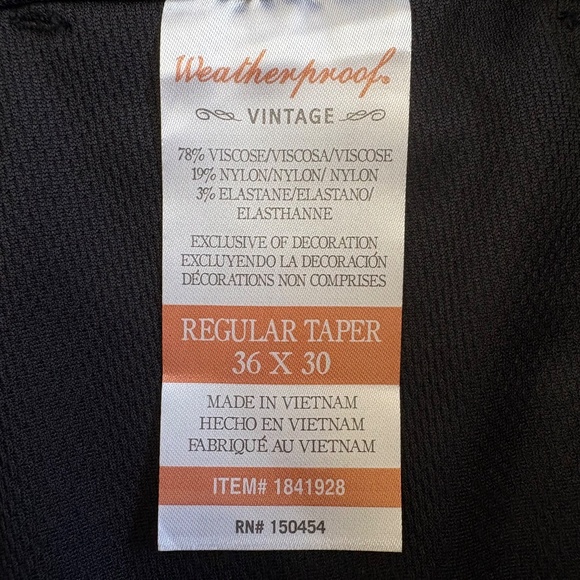 Weatherproof®
VINTAGE
78% VISCOSE/VISCOSA/VISCOSE
19% NYLON/NYLON/ NYLON
3% ELASTANE/ELASTANO/
ELASTHANNE
EXCLUSIVE OF DECORATION
EXCLUYENDO LA DECORACIÓN
DÉCORATIONS NON COMPRISES
REGULAR TAPER
36 X 30
MADE IN VIETNAM
HECHO EN VIETNAM
FABRIQUÉ AU VIETNAM
ITEM# 1841928
RN# 150454